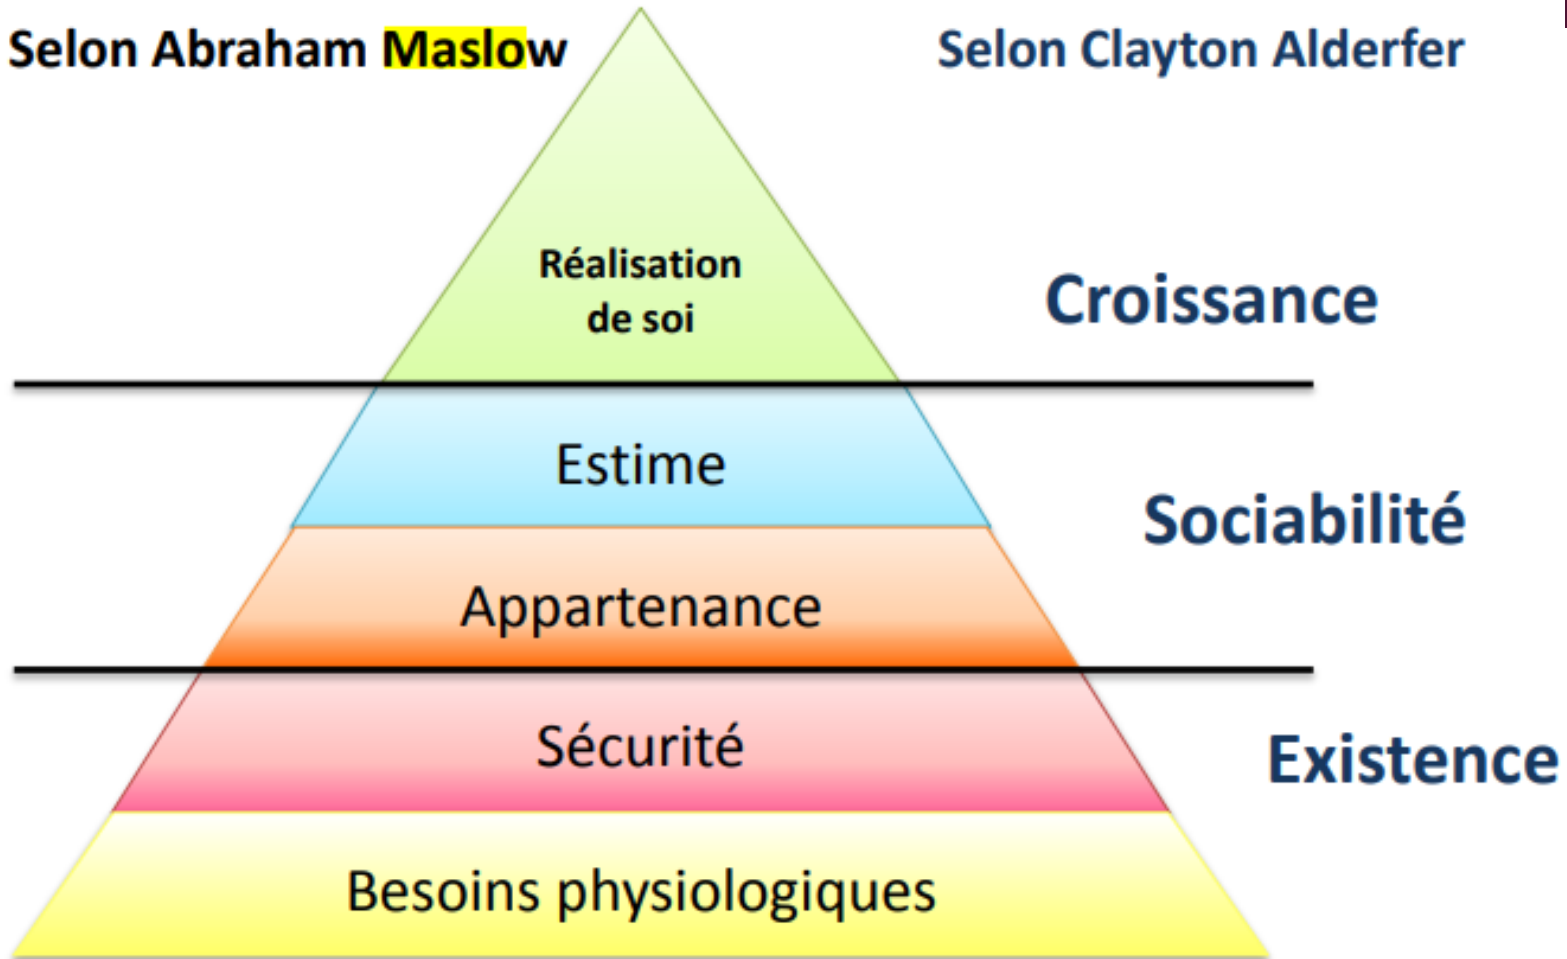 Selon Abraham Maslow
Selon Clayton Alderfer
Réalisation
de soi
Croissance
Estime
Sociabilité
Appartenance
Sécurité
Existence
Besoins physiologiques